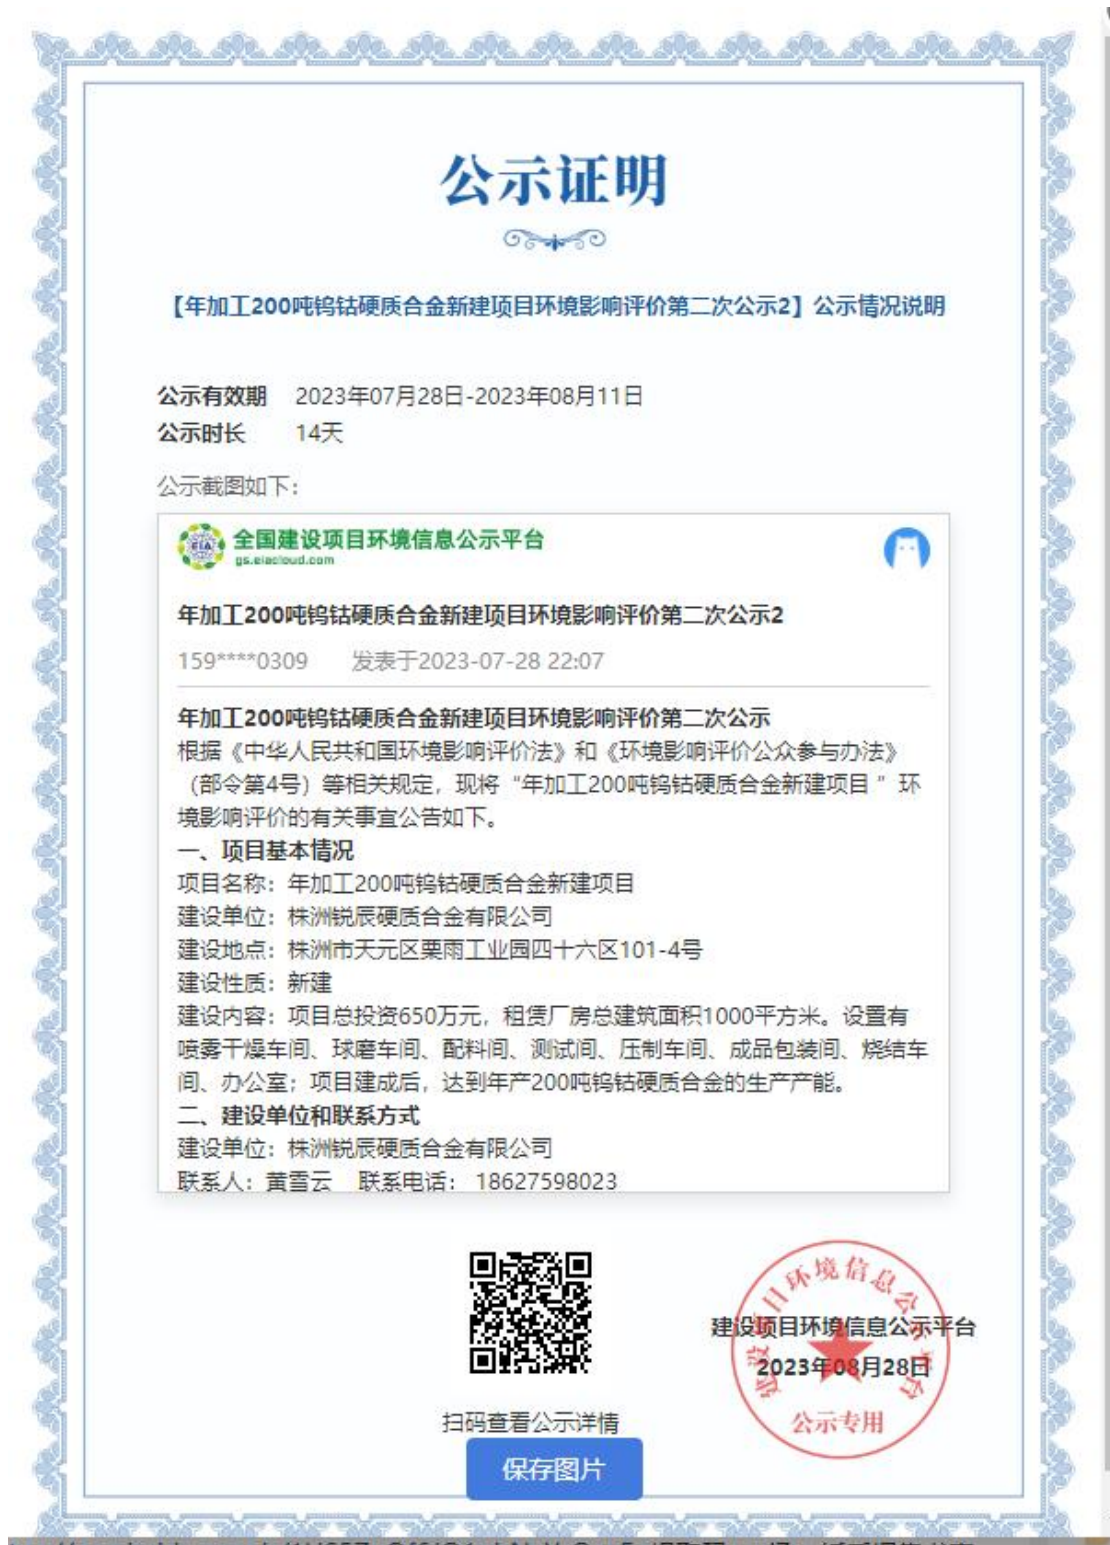 公示证明
【年加工200吨钨钴硬质合金新建项目环境影响评价第二次公示2】公示情况说明
公示有效期 2023年07月28日-2023年08月11日
公示时长 14天
公示截图如下:
EIA 全国建设项目环境信息公示平台
gs.eiacloud.com
年加工200吨钨钴硬质合金新建项目环境影响评价第二次公示2
159****0309 发表于2023-07-28 22:07
年加工200吨钨钴硬质合金新建项目环境影响评价第二次公示
根据《中华人民共和国环境影响评价法》和《环境影响评价公众参与办法》
（部令第4号）等相关规定，现将“年加工200吨钨钴硬质合金新建项目 ”环
境影响评价的有关事宜公告如下。
一、项目基本情况
项目名称：年加工200吨钨钴硬质合金新建项目
建设单位：株洲锐辰硬质合金有限公司
建设地点：株洲市天元区栗雨工业园四十六区101-4号
建设性质：新建
建设内容：项目总投资650万元，租赁厂房总建筑面积1000平方米。设置有
喷雾干燥车间、球磨车间、配料间、测试间、压制车间、成品包装间、烧结车
间、办公室；项目建成后，达到年产200吨钨钴硬质合金的生产产能。
二、建设单位和联系方式
建设单位：株洲锐辰硬质合金有限公司
联系人：黄雪云 联系电话： 18627598023
建设项目环境信息公示平台
建设项目环境信息公示平台
2023年08月28日
公示专用
扫码查看公示详情
保存图片